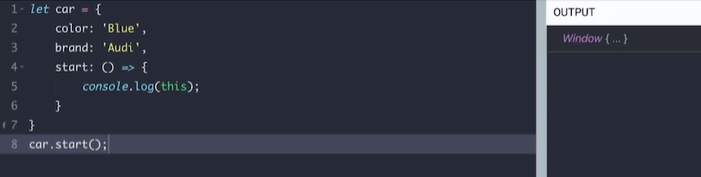 1 let car = {
2 color: 'Blue',
3 brand: 'Audi',
4 start: () => {
5 console.log(this);
6 }
7 }
8 car.start();
OUTPUT
Window { ... }